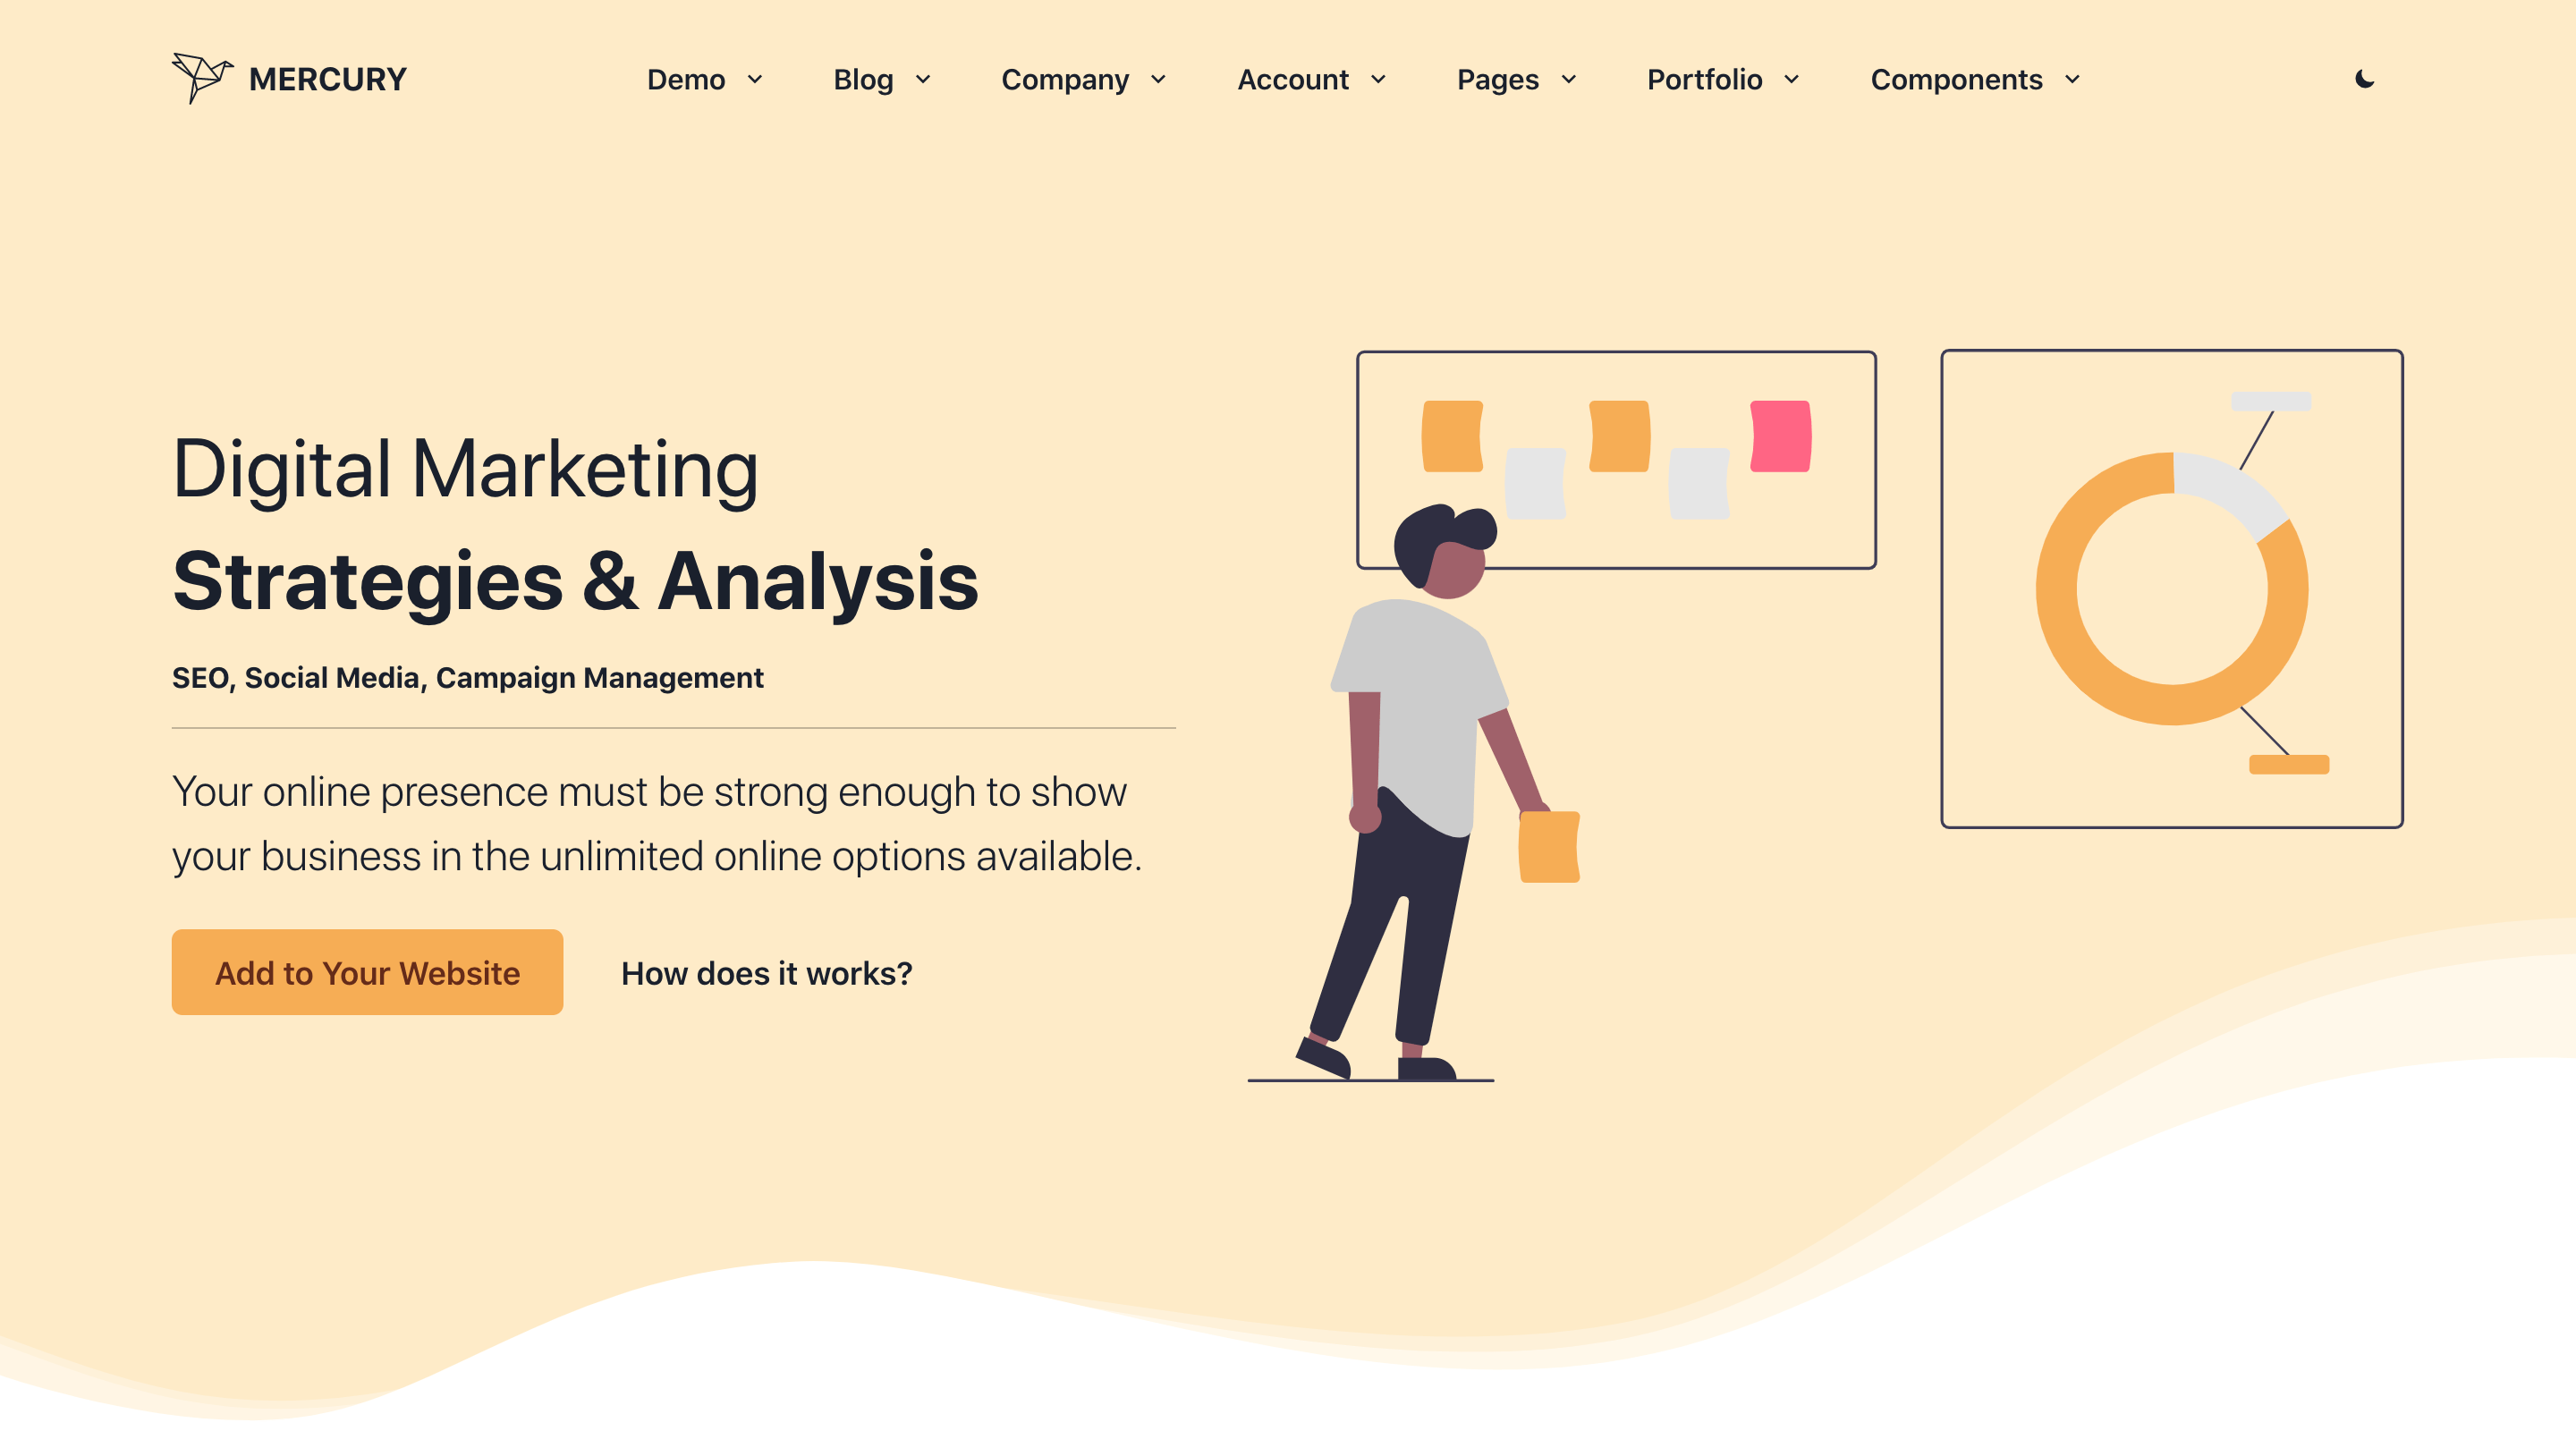 MERCURY
Demo Blog Company Account Pages Portfolio Components
Digital Marketing
Strategies & Analysis
SEO, Social Media, Campaign Management
Your online presence must be strong enough to show
your business in the unlimited online options available.
Add to Your Website
How does it works?